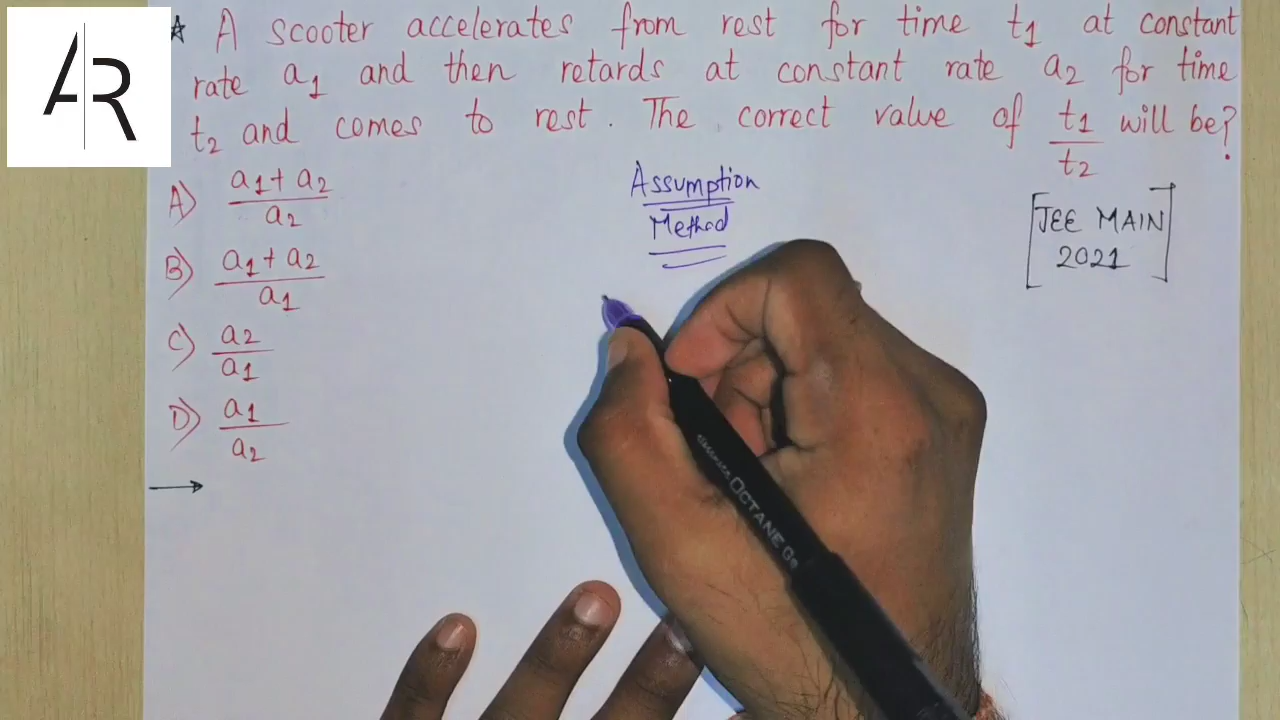 AR
☆ A scooter accelerates from rest for time t₁ at constant
rate a₁ and then retards at constant rate a₂ for time
t₂ and comes to rest. The correct value of t₁/t₂ will be?
Assumption
Method
[JEE MAIN
2021]
A) (a₁ + a₂)/a₂
B) (a₁ + a₂)/a₁
C) a₂/a₁
D) a₁/a₂
→
OCTANE Gel